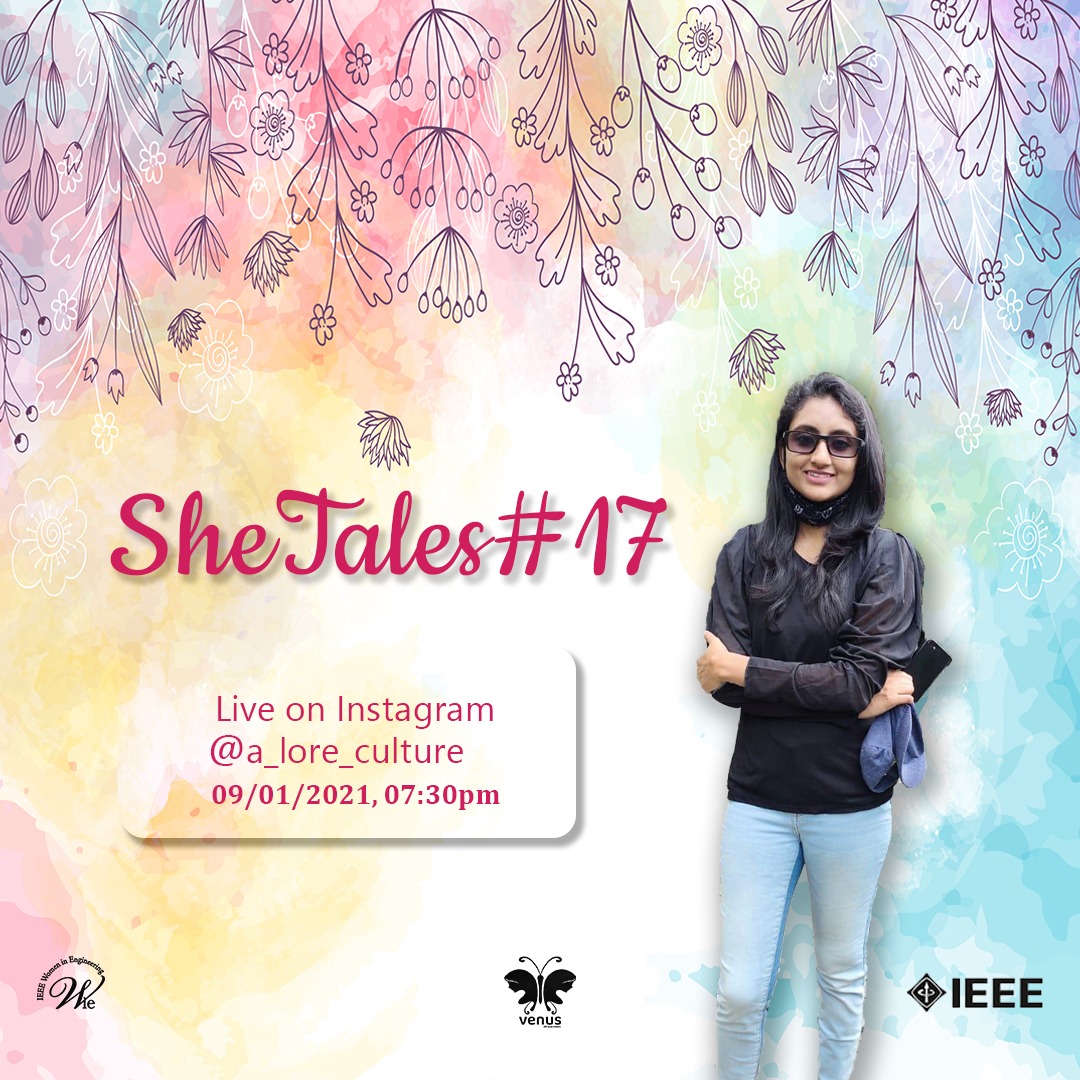 SheTales#17
Live on Instagram
@a_lore_culture
09/01/2021, 07:30pm
IEEE Women in Engineering
WIe
venus
IEEE